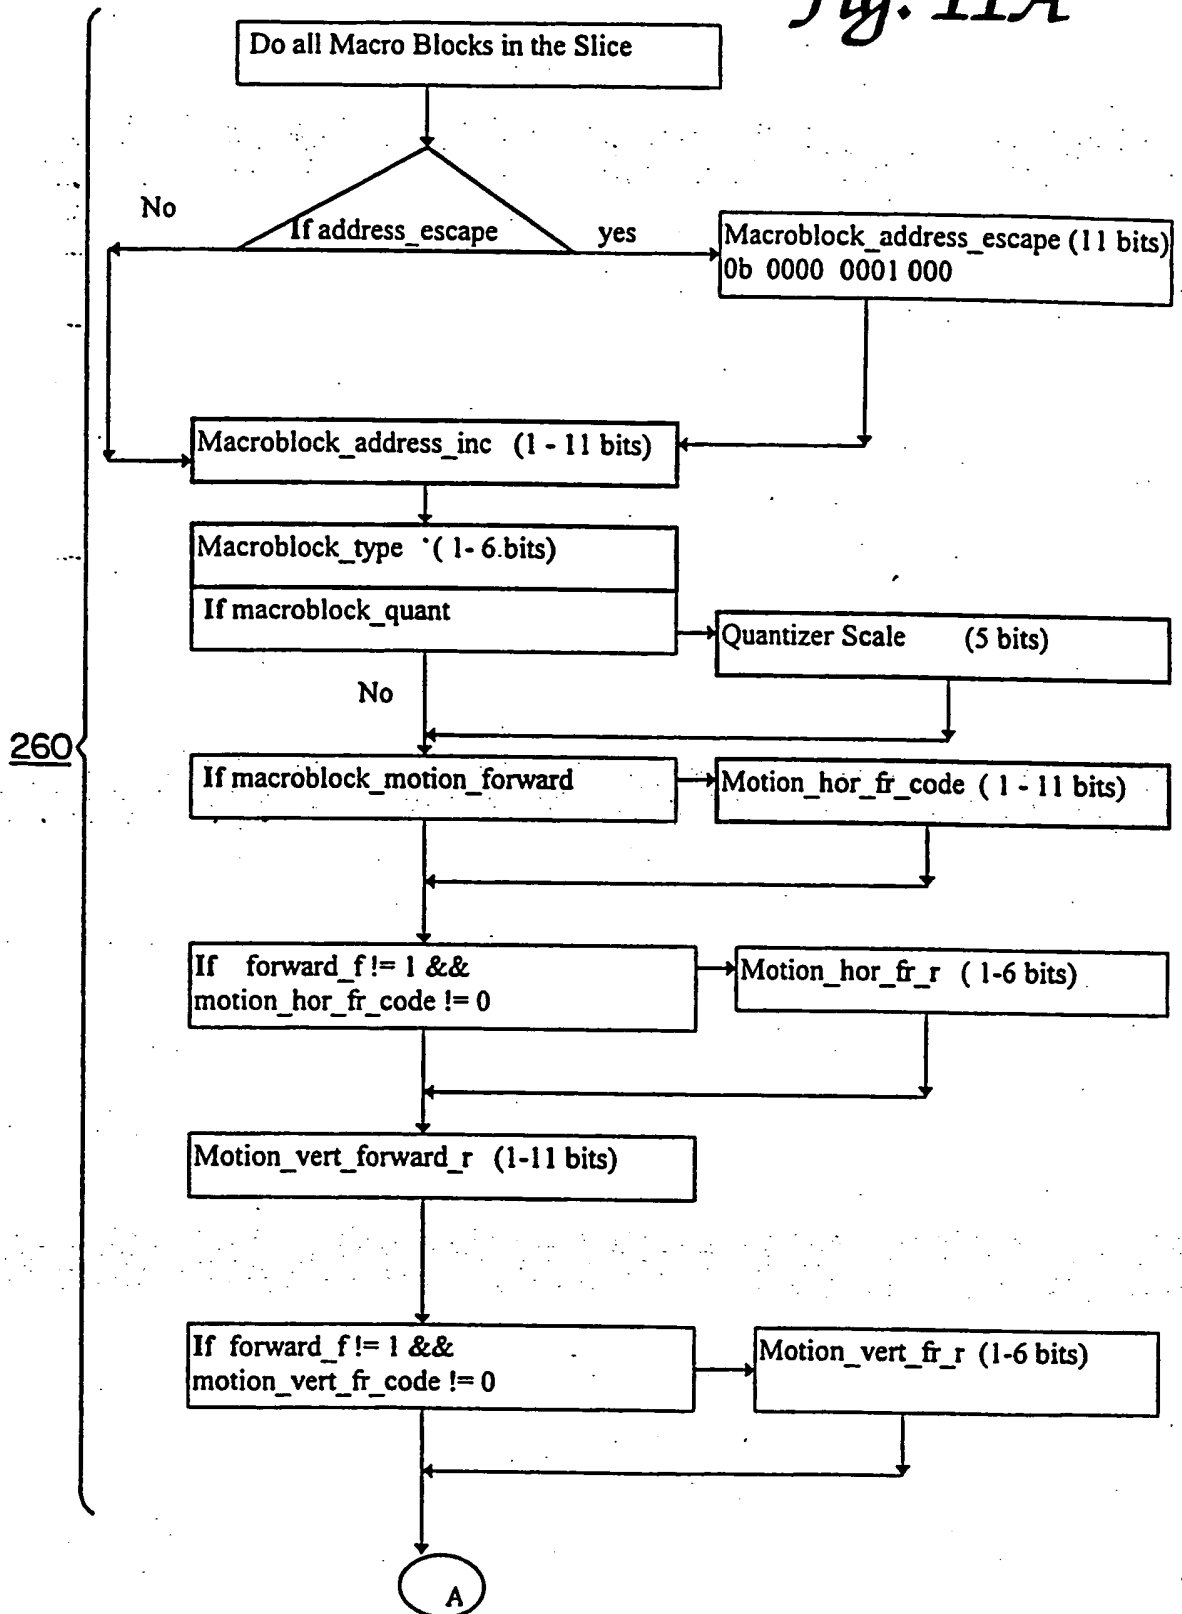 Fig. 11A
Do all Macro Blocks in the Slice
No
If address_escape
yes
Macroblock_address_escape (11 bits)
0b 0000 0001 000
Macroblock_address_inc (1 - 11 bits)
Macroblock_type ( 1- 6 bits)
If macroblock_quant
Quantizer Scale (5 bits)
No
260
If macroblock_motion_forward
Motion_hor_fr_code ( 1 - 11 bits)
If forward_f != 1 &&
motion_hor_fr_code != 0
Motion_hor_fr_r ( 1-6 bits)
Motion_vert_forward_r (1-11 bits)
If forward_f != 1 &&
motion_vert_fr_code != 0
Motion_vert_fr_r (1-6 bits)
A